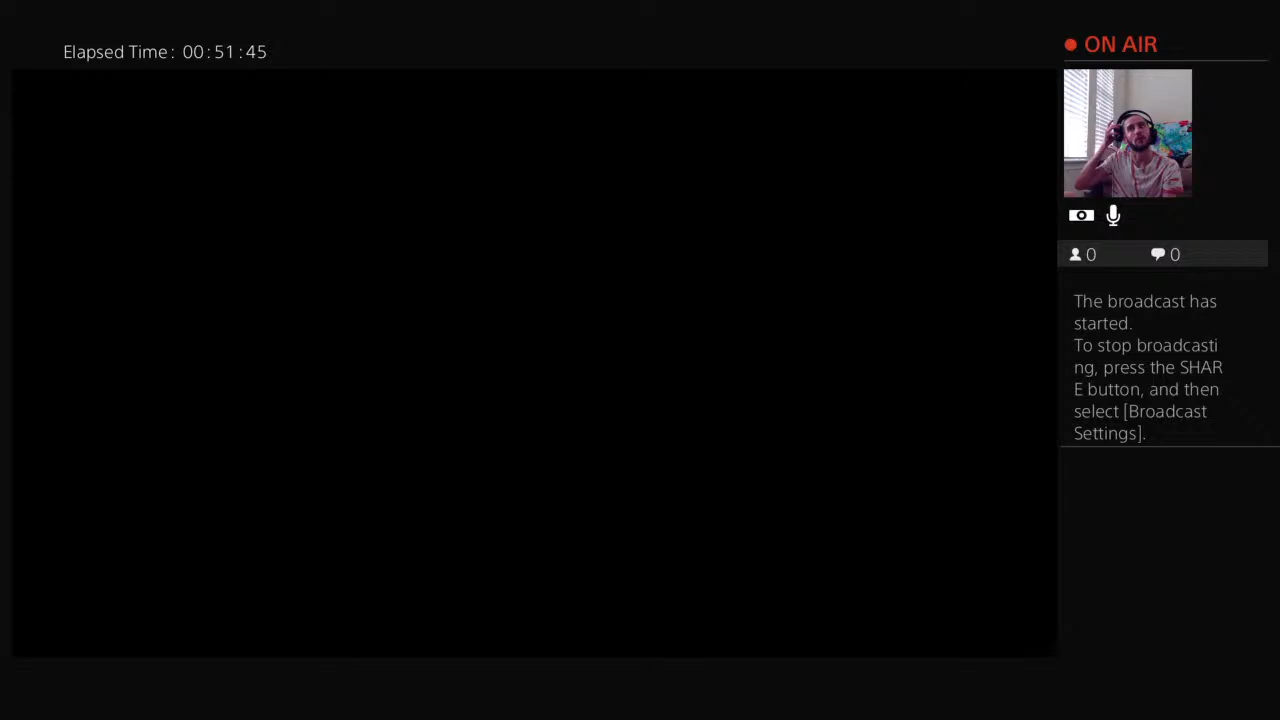 Elapsed Time: 00:51:45
ON AIR
0 0
The broadcast has
started.
To stop broadcasti
ng, press the SHAR
E button, and then
select [Broadcast
Settings].